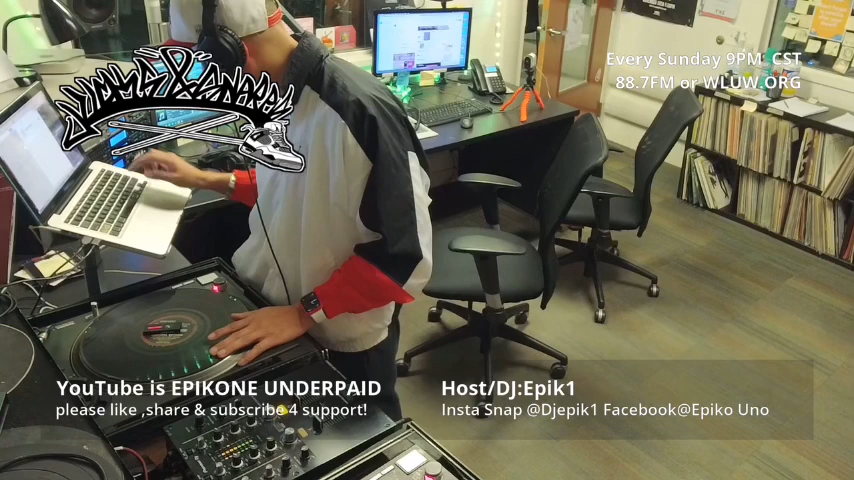 Every Sunday 9PM CST
88.7FM or WLUW.ORG
YouTube is EPIKONE UNDERPAID
please like ,share & subscribe 4 support!
Host/DJ:Epik1
Insta Snap @Djepik1 Facebook@Epiko Uno